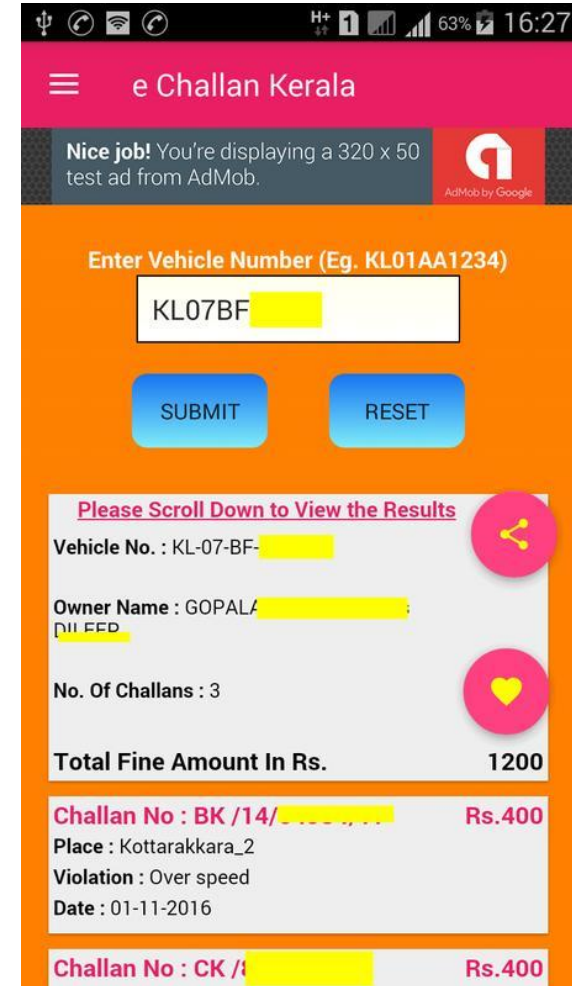 63% 16:27
e Challan Kerala
Nice job! You're displaying a 320 x 50
test ad from AdMob.
AdMob by Google
Enter Vehicle Number (Eg. KL01AA1234)
KL07BF
SUBMIT RESET
Please Scroll Down to View the Results
Vehicle No. : KL-07-BF-
Owner Name : GOPALA
No. Of Challans : 3
Total Fine Amount In Rs. 1200
Challan No : BK /14/ Rs.400
Place : Kottarakkara_2
Violation : Over speed
Date : 01-11-2016
Challan No : CK / Rs.400